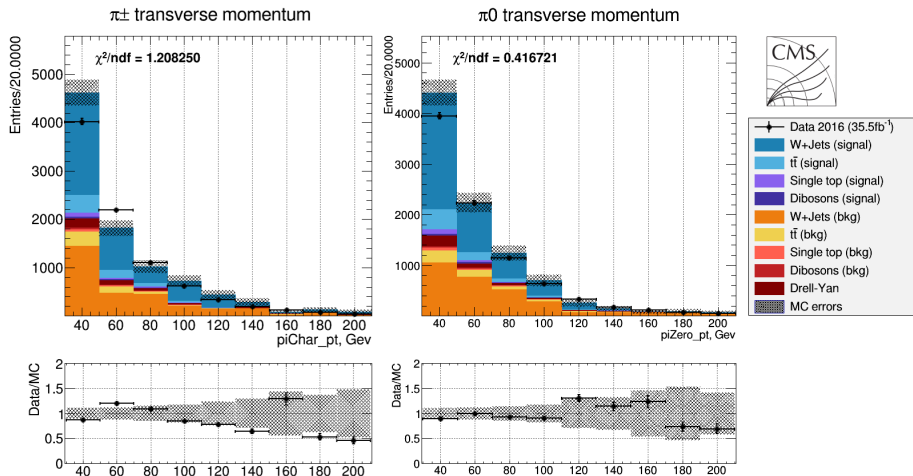 π± transverse momentum
π0 transverse momentum
Entries/20.0000
χ²/ndf = 1.208250
5000
4000
3000
2000
1000
40 60 80 100 120 140 160 180 200
piChar_pt, Gev
Entries/20.0000
χ²/ndf = 0.416721
5000
4000
3000
2000
1000
40 60 80 100 120 140 160 180 200
piZero_pt, Gev
CMS
Data 2016 (35.5fb⁻¹)
W+Jets (signal)
tt̄ (signal)
Single top (signal)
Dibosons (signal)
W+Jets (bkg)
tt̄ (bkg)
Single top (bkg)
Dibosons (bkg)
Drell-Yan
MC errors
Data/MC
2
1.5
1
0.5
0
40 60 80 100 120 140 160 180 200
Data/MC
2
1.5
1
0.5
0
40 60 80 100 120 140 160 180 200